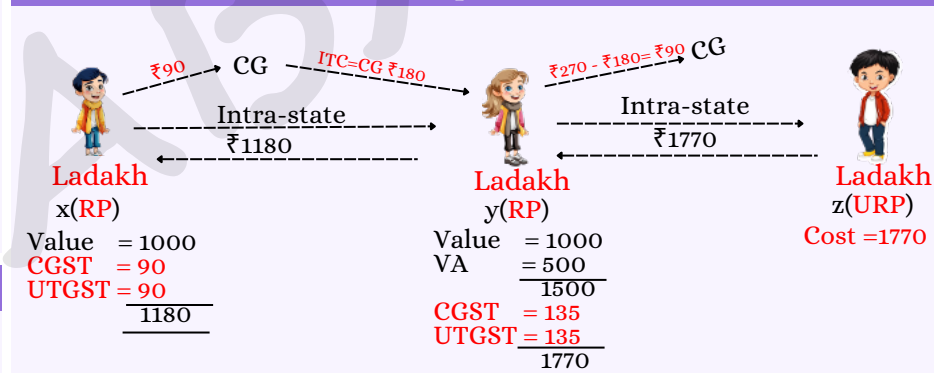 ₹90
CG
ITC=CG ₹180
₹270 - ₹180= ₹90
CG
Intra-state
₹1180
Intra-state
₹1770
Ladakh
x(RP)
Value = 1000
CGST = 90
UTGST = 90
1180
Ladakh
y(RP)
Value = 1000
VA = 500
1500
CGST = 135
UTGST = 135
1770
Ladakh
z(URP)
Cost =1770